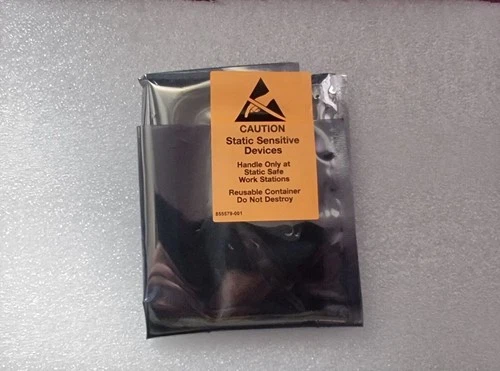 CAUTION
Static Sensitive
Devices
Handle Only at
Static Safe
Work Stations
Reusable Container
Do Not Destroy